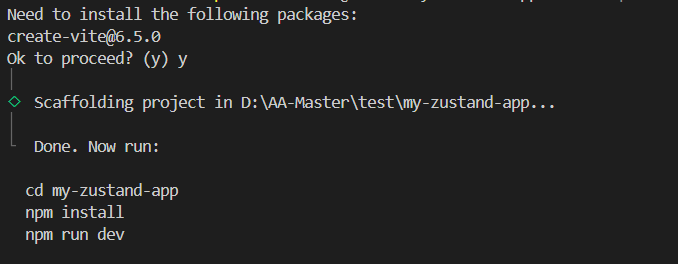 Need to install the following packages:
create-vite@6.5.0
Ok to proceed? (y) y
Scaffolding project in D:\AA-Master\test\my-zustand-app...
Done. Now run:
cd my-zustand-app
npm install
npm run dev